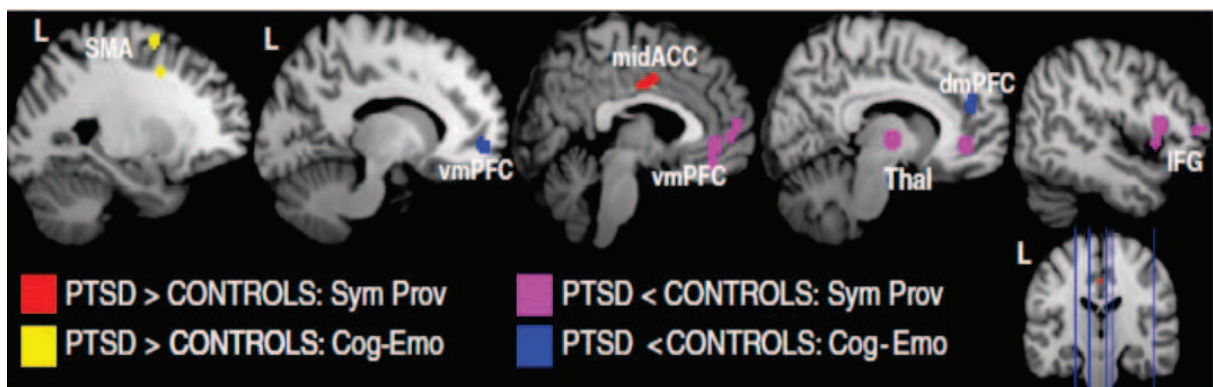 L
SMA
L
vmPFC
midACC
vmPFC
dmPFC
Thal
IFG
L
PTSD > CONTROLS: Sym Prov
PTSD < CONTROLS: Sym Prov
PTSD > CONTROLS: Cog-Emo
PTSD <CONTROLS: Cog- Emo